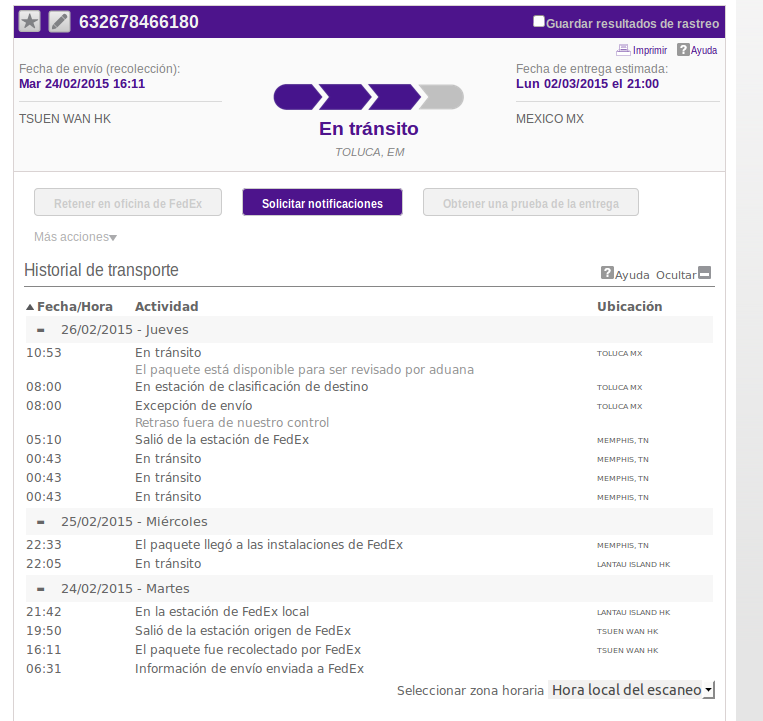 632678466180
Guardar resultados de rastreo
Imprimir ? Ayuda
Fecha de envío (recolección):
Mar 24/02/2015 16:11
TSUEN WAN HK
En tránsito
TOLUCA, EM
Fecha de entrega estimada:
Lun 02/03/2015 el 21:00
MEXICO MX
Retener en oficina de FedEx Solicitar notificaciones Obtener una prueba de la entrega
Más acciones
Historial de transporte ? Ayuda Ocultar
Fecha/Hora Actividad Ubicación
26/02/2015 - Jueves
10:53 En tránsito TOLUCA MX
El paquete está disponible para ser revisado por aduana
08:00 En estación de clasificación de destino TOLUCA MX
08:00 Excepción de envío TOLUCA MX
Retraso fuera de nuestro control
05:10 Salió de la estación de FedEx MEMPHIS, TN
00:43 En tránsito MEMPHIS, TN
00:43 En tránsito MEMPHIS, TN
00:43 En tránsito MEMPHIS, TN
25/02/2015 - Miércoles
22:33 El paquete llegó a las instalaciones de FedEx MEMPHIS, TN
22:05 En tránsito LANTAU ISLAND HK
24/02/2015 - Martes
21:42 En la estación de FedEx local LANTAU ISLAND HK
19:50 Salió de la estación origen de FedEx TSUEN WAN HK
16:11 El paquete fue recolectado por FedEx TSUEN WAN HK
06:31 Información de envío enviada a FedEx
Seleccionar zona horaria Hora local del escaneo